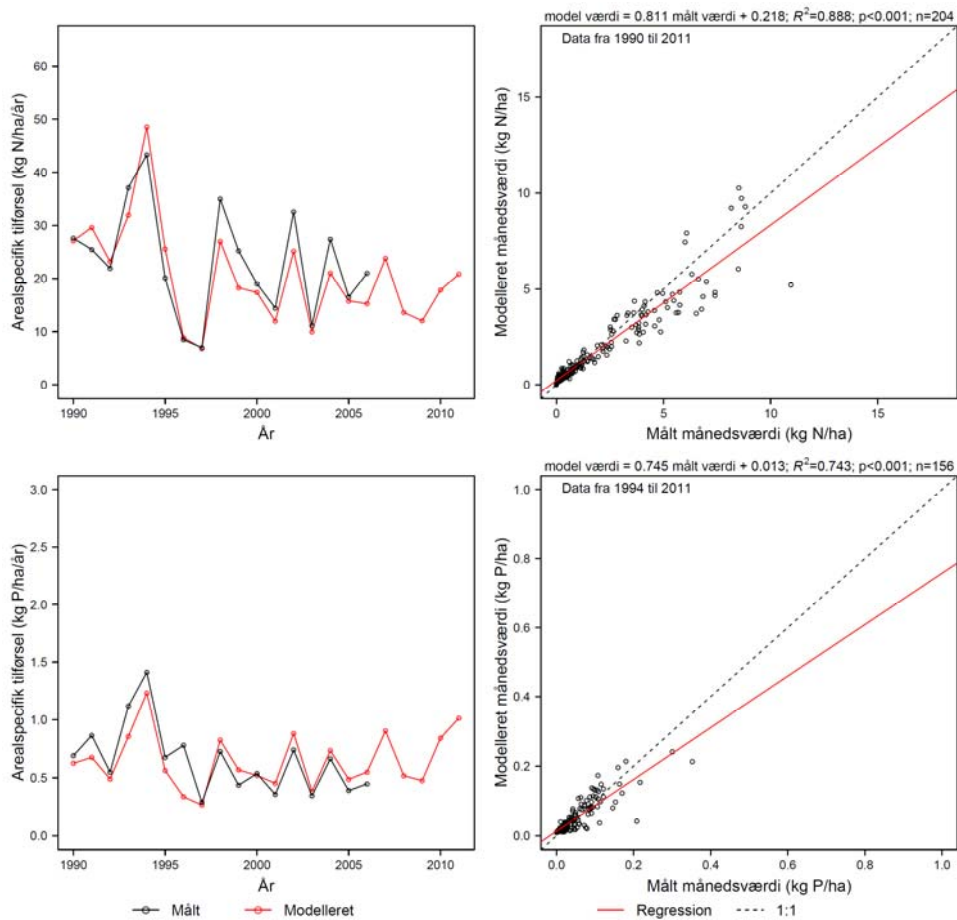 model værdi = 0.811 målt værdi + 0.218; R²=0.888; p<0.001; n=204
Arealspecifik tilførsel (kg N/ha/år)
60
50
40
30
20
10
0
1990 1995 2000 2005 2010
År
Data fra 1990 til 2011
Modelleret månedsværdi (kg N/ha)
15
10
5
0
0 5 10 15
Målt månedsværdi (kg N/ha)
model værdi = 0.745 målt værdi + 0.013; R²=0.743; p<0.001; n=156
Arealspecifik tilførsel (kg P/ha/år)
3.0
2.5
2.0
1.5
1.0
0.5
0.0
1990 1995 2000 2005 2010
År
Data fra 1994 til 2011
Modelleret månedsværdi (kg P/ha)
1.0
0.8
0.6
0.4
0.2
0.0
0.0 0.2 0.4 0.6 0.8 1.0
Målt månedsværdi (kg P/ha)
Målt Modelleret Regression 1:1